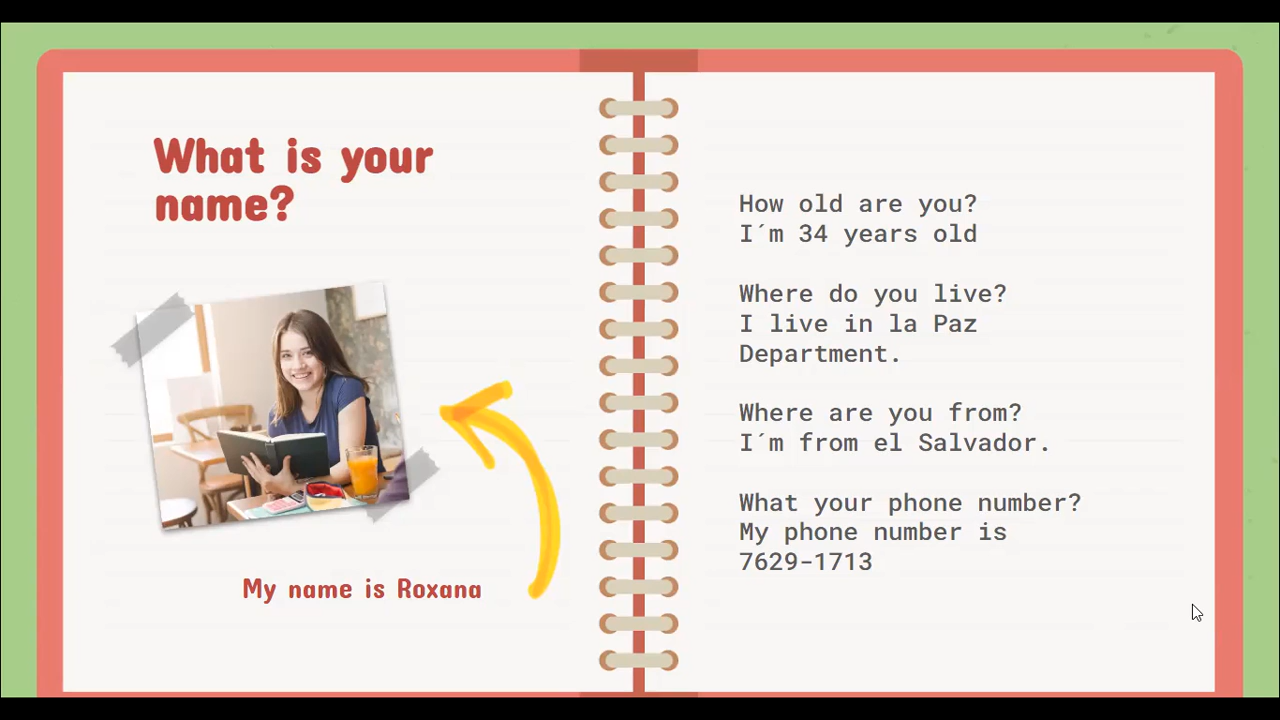 What is your
name?
My name is Roxana
How old are you?
I´m 34 years old
Where do you live?
I live in la Paz
Department.
Where are you from?
I´m from el Salvador.
What your phone number?
My phone number is
7629-1713